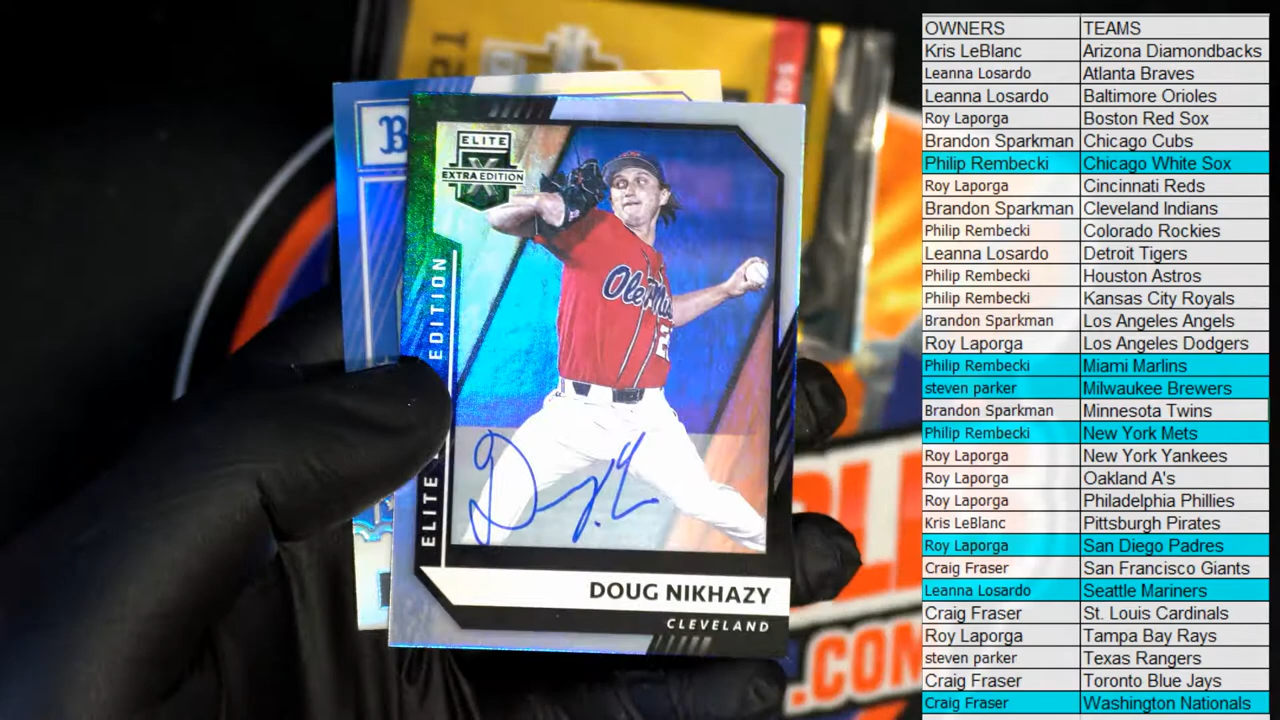 21
B
ELITE
EXTRA EDITION
X
Ole Miss
ELITE EDITION
DOUG NIKHAZY
CLEVELAND
.COM
OWNERS TEAMS
Kris LeBlanc Arizona Diamondbacks
Leanna Losardo Atlanta Braves
Leanna Losardo Baltimore Orioles
Roy Laporga Boston Red Sox
Brandon Sparkman Chicago Cubs
Philip Rembecki Chicago White Sox
Roy Laporga Cincinnati Reds
Brandon Sparkman Cleveland Indians
Philip Rembecki Colorado Rockies
Leanna Losardo Detroit Tigers
Philip Rembecki Houston Astros
Philip Rembecki Kansas City Royals
Brandon Sparkman Los Angeles Angels
Roy Laporga Los Angeles Dodgers
Philip Rembecki Miami Marlins
steven parker Milwaukee Brewers
Brandon Sparkman Minnesota Twins
Philip Rembecki New York Mets
Roy Laporga New York Yankees
Roy Laporga Oakland A's
Roy Laporga Philadelphia Phillies
Kris LeBlanc Pittsburgh Pirates
Roy Laporga San Diego Padres
Craig Fraser San Francisco Giants
Leanna Losardo Seattle Mariners
Craig Fraser St. Louis Cardinals
Roy Laporga Tampa Bay Rays
steven parker Texas Rangers
Craig Fraser Toronto Blue Jays
Craig Fraser Washington Nationals